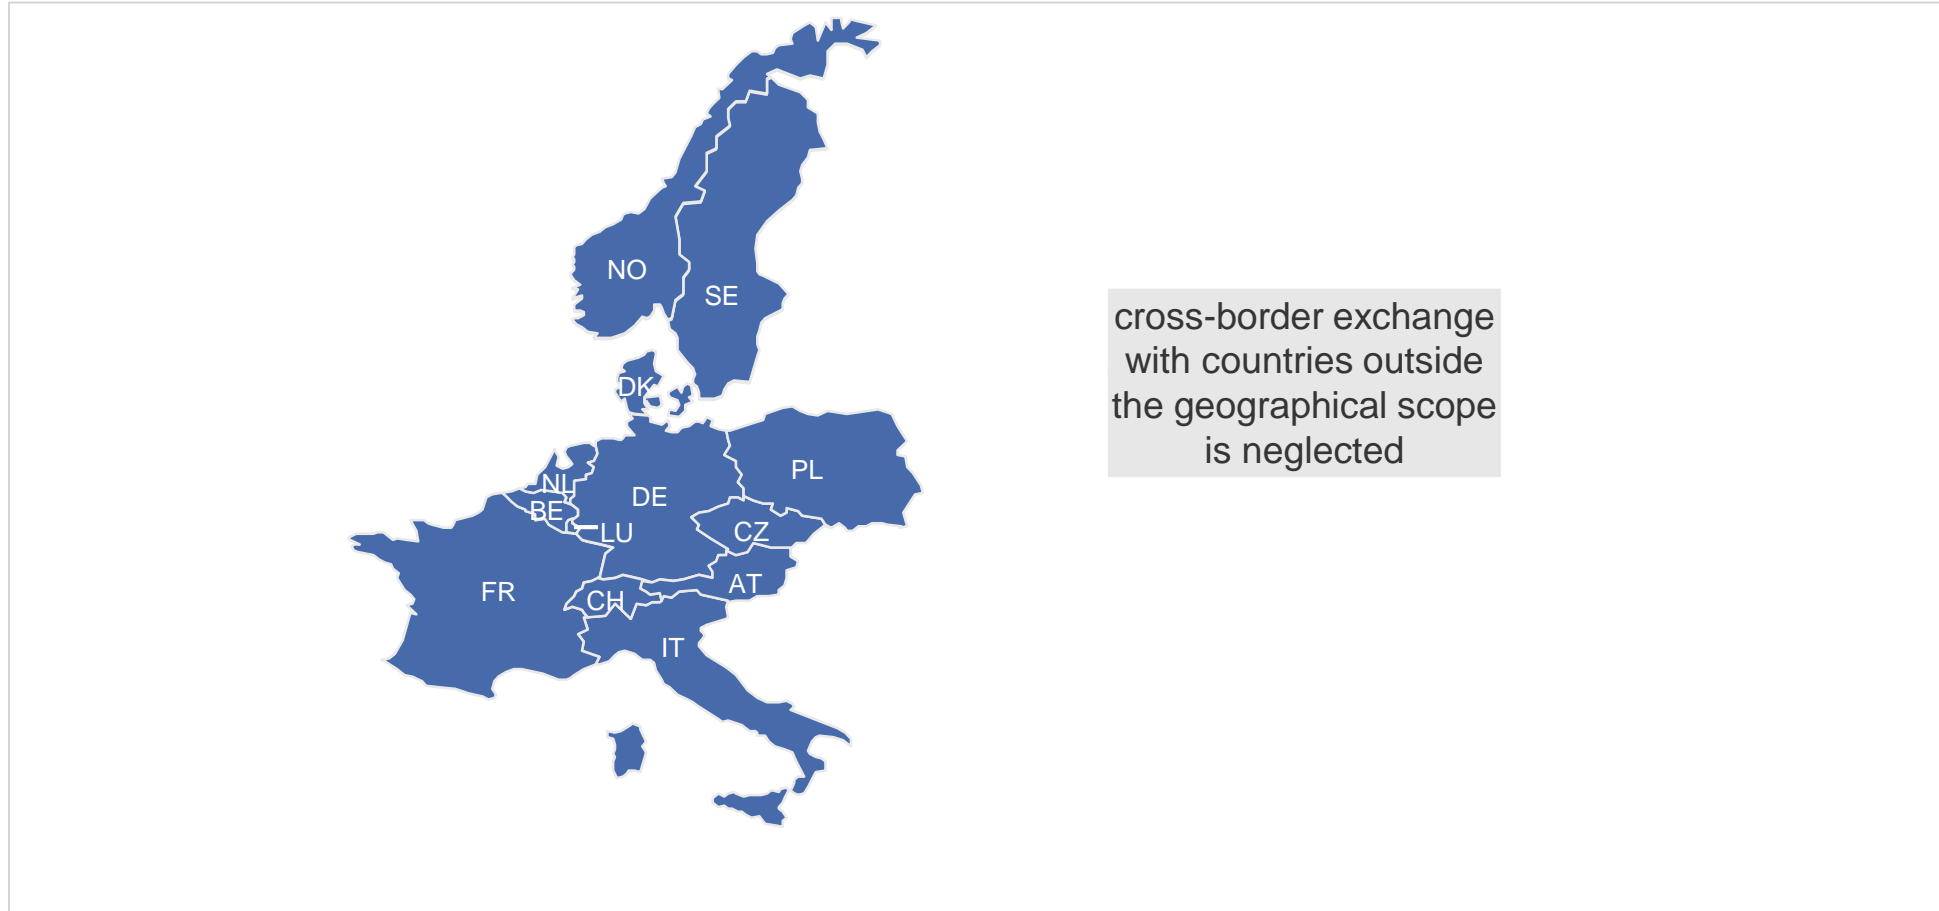 NO
SE
DK
PL
NL
DE
BE
LU
CZ
FR
CH
AT
IT
cross-border exchange
with countries outside
the geographical scope
is neglected